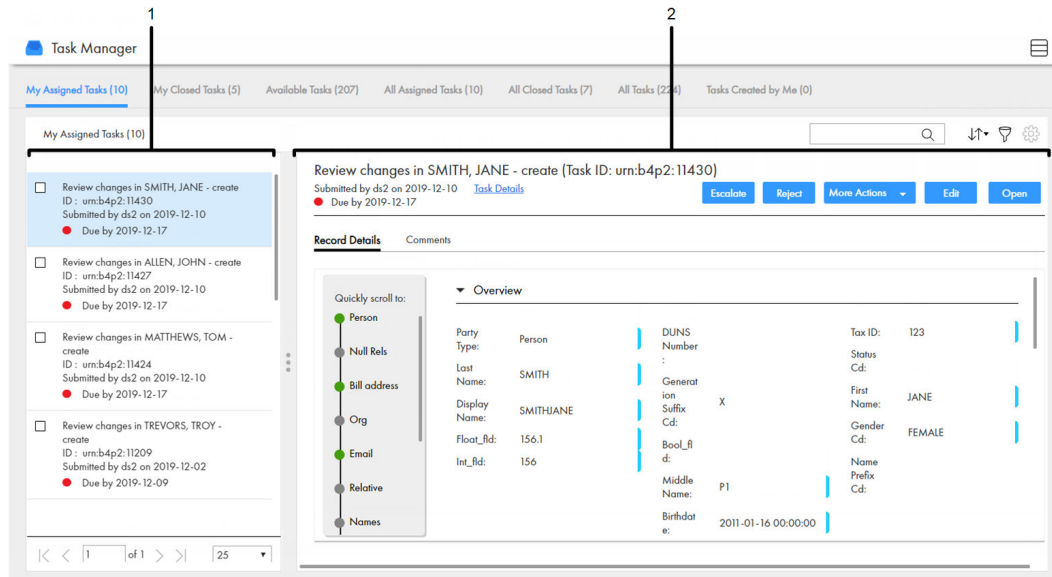 1
2
Task Manager
My Assigned Tasks (10)
My Closed Tasks (5)
Available Tasks (207)
All Assigned Tasks (10)
All Closed Tasks (7)
All Tasks (224)
Tasks Created by Me (0)
My Assigned Tasks (10)
Review changes in SMITH, JANE - create
ID : urn:b4p2:11430
Submitted by ds2 on 2019-12-10
Due by 2019-12-17
Review changes in ALLEN, JOHN - create
ID : urn:b4p2:11427
Submitted by ds2 on 2019-12-10
Due by 2019-12-17
Review changes in MATTHEWS, TOM -
create
ID : urn:b4p2:11424
Submitted by ds2 on 2019-12-10
Due by 2019-12-17
Review changes in TREVORS, TROY -
create
ID : urn:b4p2:11209
Submitted by ds2 on 2019-12-02
Due by 2019-12-09
1 of 1
25
Review changes in SMITH, JANE - create (Task ID: urn:b4p2:11430)
Submitted by ds2 on 2019-12-10 Task Details
Due by 2019-12-17
Escalate
Reject
More Actions
Edit
Open
Record Details
Comments
Quickly scroll to:
Person
Null Rels
Bill address
Org
Email
Relative
Names
Overview
Party
Type:
Person
Last
Name:
SMITH
Display
Name:
SMITHJANE
Float_fld:
156.1
Int_fld:
156
DUNS
Number
:
Generat
ion
Suffix
Cd:
X
Bool_fl
d:
Middle
Name:
P1
Birthdat
e:
2011-01-16 00:00:00
Tax ID:
123
Status
Cd:
First
Name:
JANE
Gender
Cd:
FEMALE
Name
Prefix
Cd: